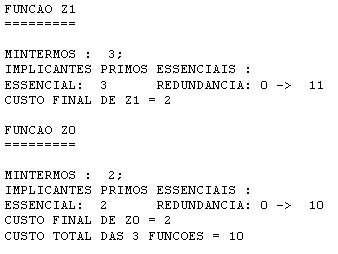 FUNCAO Z1
=========
MINTERMOS :  3;
IMPLICANTES PRIMOS ESSENCIAIS :
ESSENCIAL:  3      REDUNDANCIA: 0 ->  11
CUSTO FINAL DE Z1 = 2
FUNCAO Z0
=========
MINTERMOS :  2;
IMPLICANTES PRIMOS ESSENCIAIS :
ESSENCIAL:  2      REDUNDANCIA: 0 ->  10
CUSTO FINAL DE Z0 = 2
CUSTO TOTAL DAS 3 FUNCOES = 10